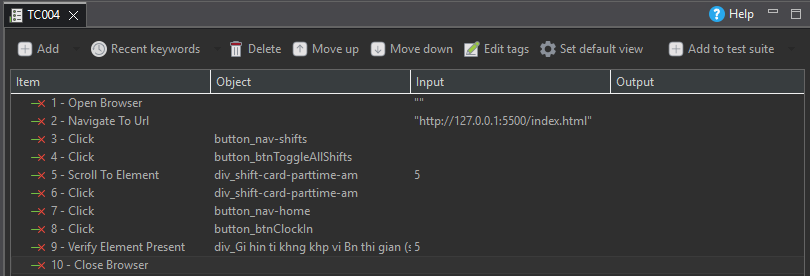 TC004
Help
Add Recent keywords Delete Move up Move down Edit tags Set default view Add to test suite
Item Object Input Output
1 - Open Browser ""
2 - Navigate To Url "http://127.0.0.1:5500/index.html"
3 - Click button_nav-shifts
4 - Click button_btnToggleAllShifts
5 - Scroll To Element div_shift-card-parttime-am 5
6 - Click div_shift-card-parttime-am
7 - Click button_nav-home
8 - Click button_btnClockIn
9 - Verify Element Present div_Gi hin ti khng khp vi Bn thi gian (s 5
10 - Close Browser